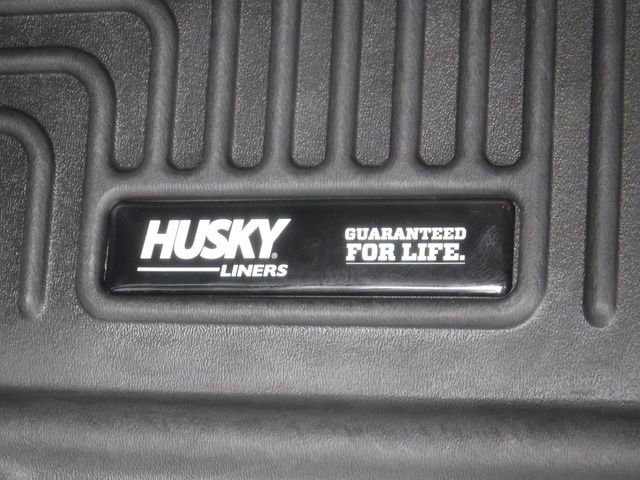 HUSKY®
LINERS
GUARANTEED
FOR LIFE.